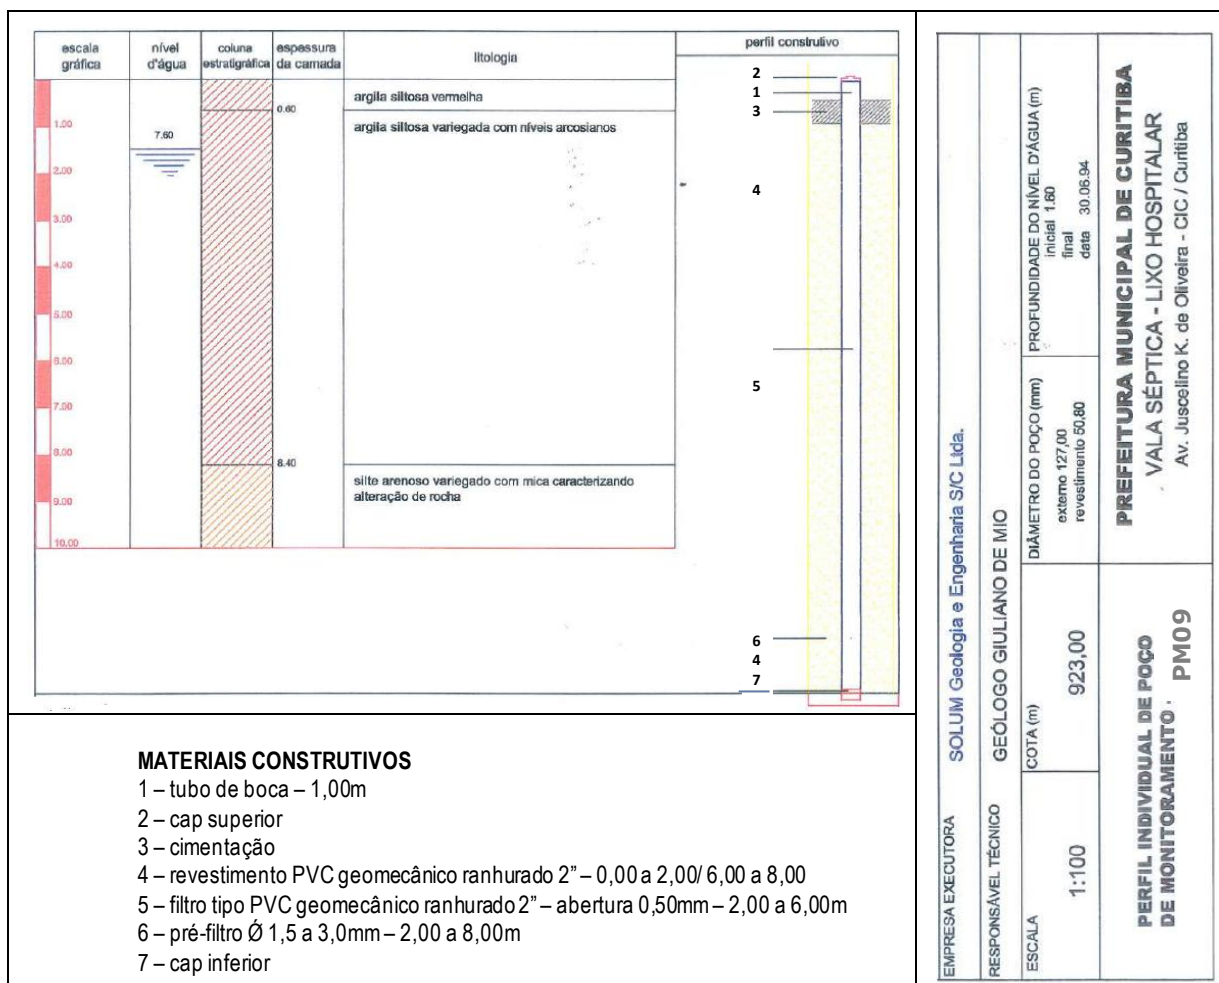 escala gráfica
nível d'água
coluna estratigráfica
espessura da camada
litologia
perfil construtivo
argila siltosa vermelha
0.60
argila siltosa variegada com níveis arcosianos
7.60
1.00
2.00
3.00
4.00
5.00
6.00
7.00
8.00
9.00
10.00
8.40
silte arenoso variegado com mica caracterizando
alteração de rocha
2
1
3
4
5
6
4
7
MATERIAIS CONSTRUTIVOS
1 – tubo de boca – 1,00m
2 – cap superior
3 – cimentação
4 – revestimento PVC geomecânico ranhurado 2” – 0,00 a 2,00/ 6,00 a 8,00
5 – filtro tipo PVC geomecânico ranhurado 2” – abertura 0,50mm – 2,00 a 6,00m
6 – pré-filtro Ǿ 1,5 a 3,0mm – 2,00 a 8,00m
7 – cap inferior
EMPRESA EXECUTORA
SOLUM Geologia e Engenharia S/C Ltda.
RESPONSÁVEL TÉCNICO
GEÓLOGO GIULIANO DE MIO
ESCALA
1:100
COTA (m)
923,00
DIÂMETRO DO POÇO (mm)
externo 127,00
revestimento 50,80
PROFUNDIDADE DO NÍVEL D'ÁGUA (m)
inicial 1.60
final
data 30.06.94
PERFIL INDIVIDUAL DE POÇO
DE MONITORAMENTO · PM09
PREFEITURA MUNICIPAL DE CURITIBA
VALA SÉPTICA - LIXO HOSPITALAR
Av. Juscelino K. de Oliveira - CIC / Curitiba